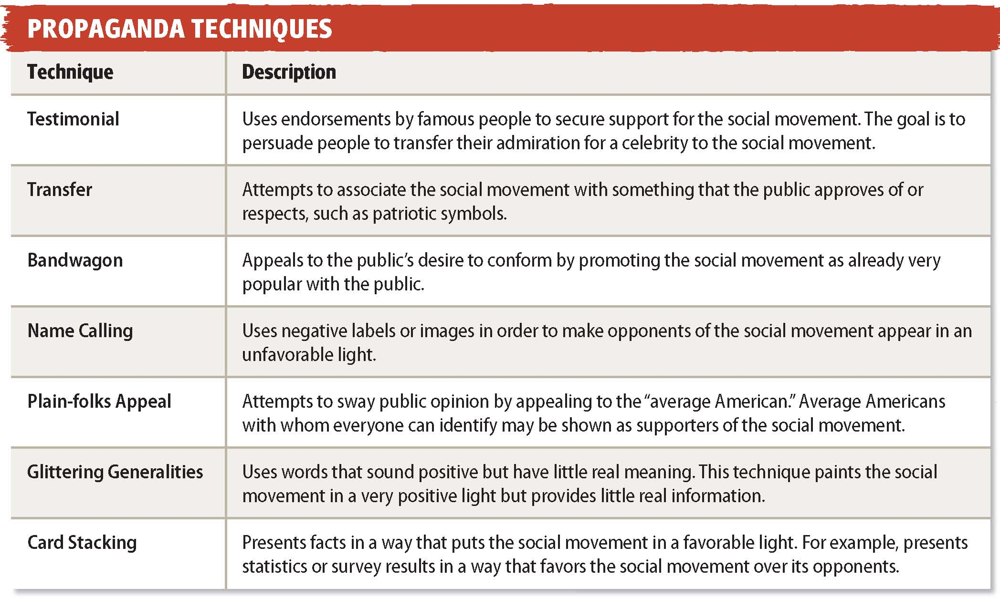 PROPAGANDA TECHNIQUES
Technique
Description
Testimonial
Uses endorsements by famous people to secure support for the social movement. The goal is to
persuade people to transfer their admiration for a celebrity to the social movement.
Transfer
Attempts to associate the social movement with something that the public approves of or
respects, such as patriotic symbols.
Bandwagon
Appeals to the public’s desire to conform by promoting the social movement as already very
popular with the public.
Name Calling
Uses negative labels or images in order to make opponents of the social movement appear in an
unfavorable light.
Plain-folks Appeal
Attempts to sway public opinion by appealing to the “average American.” Average Americans
with whom everyone can identify may be shown as supporters of the social movement.
Glittering Generalities
Uses words that sound positive but have little real meaning. This technique paints the social
movement in a very positive light but provides little real information.
Card Stacking
Presents facts in a way that puts the social movement in a favorable light. For example, presents
statistics or survey results in a way that favors the social movement over its opponents.